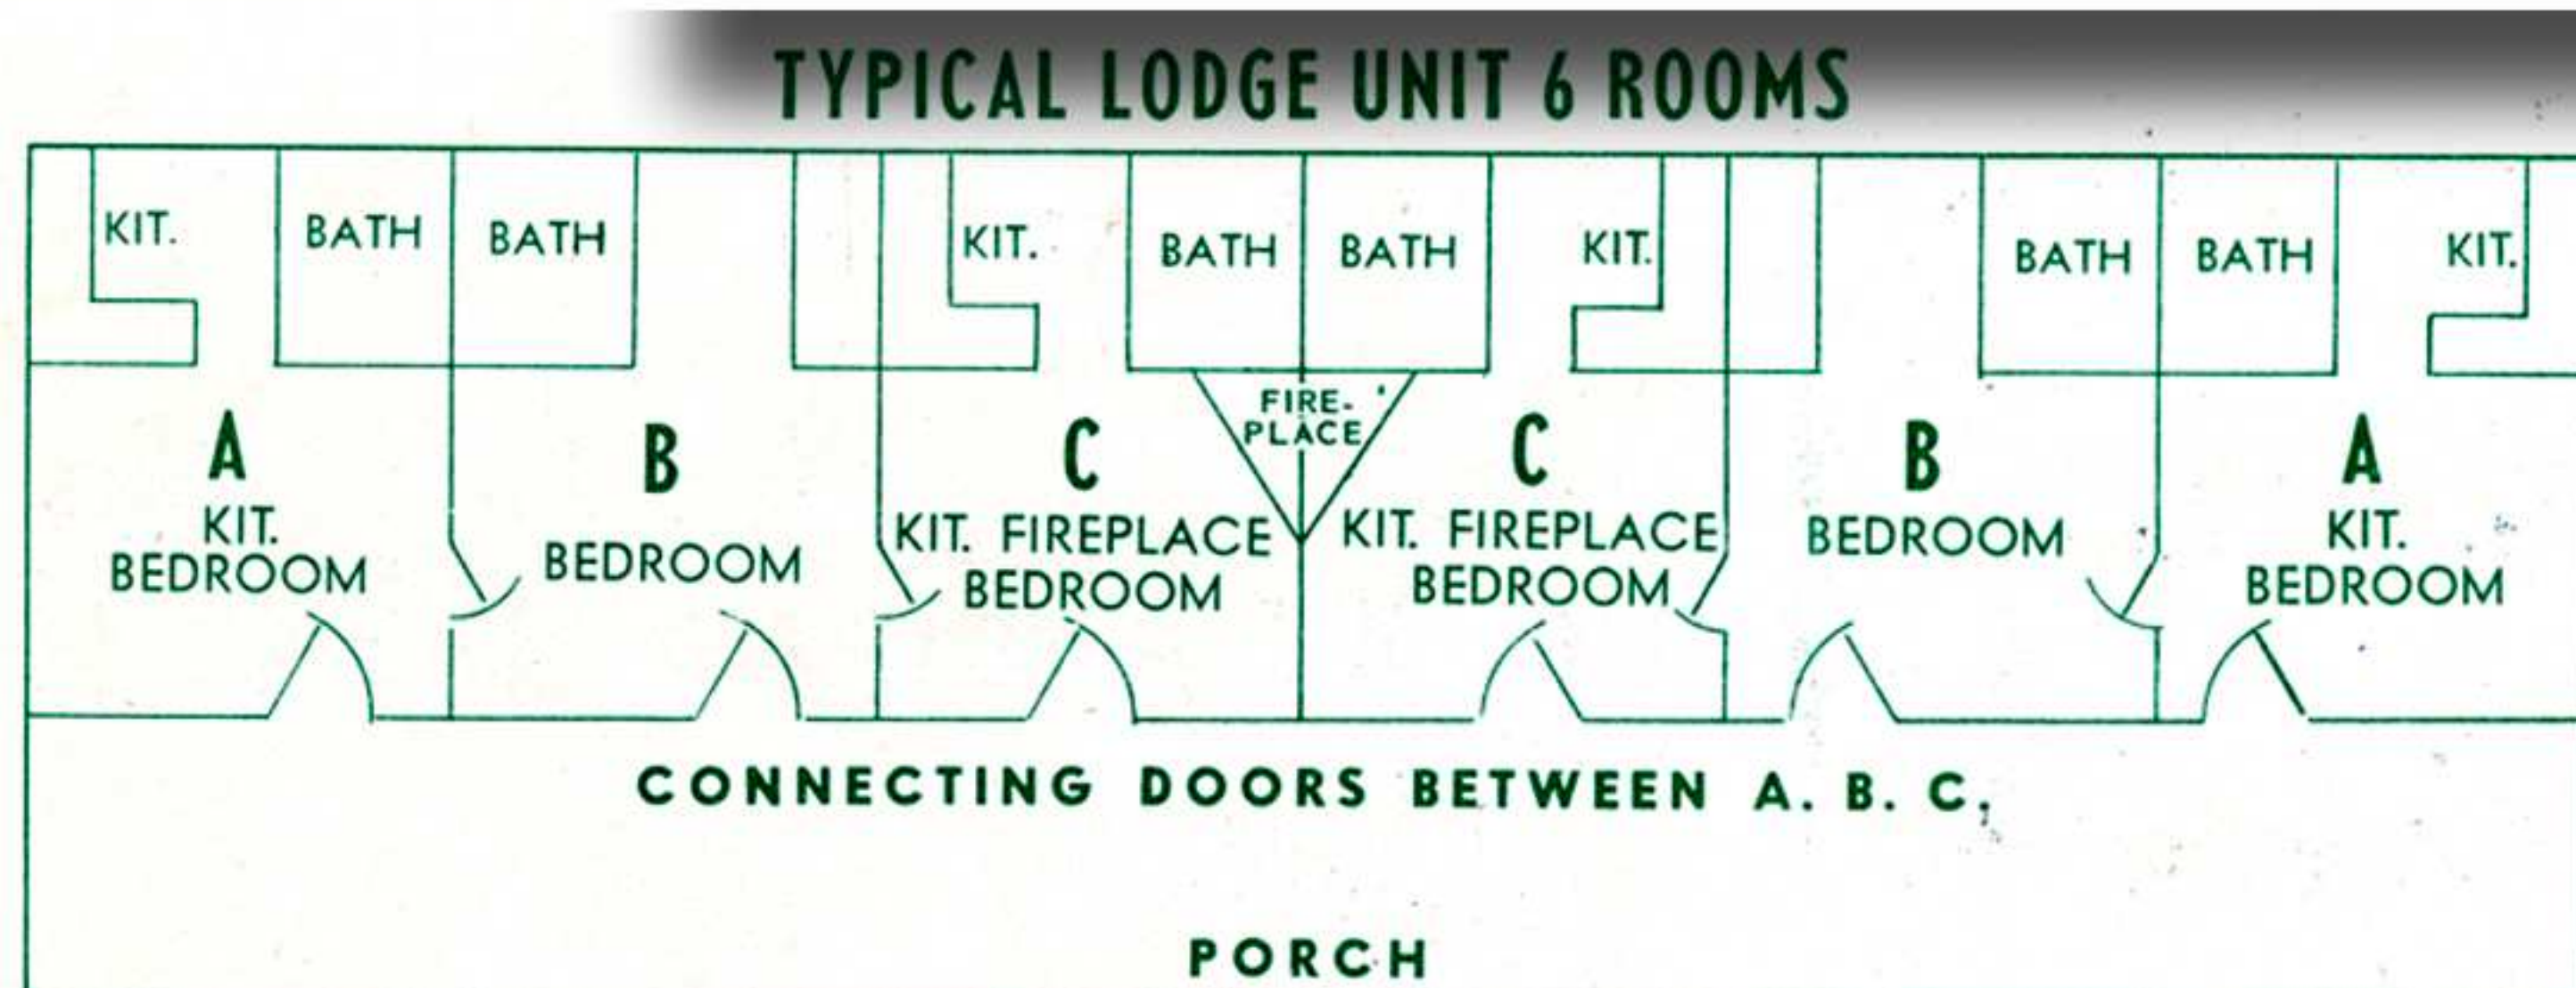 TYPICAL LODGE UNIT 6 ROOMS
KIT. BATH BATH KIT. BATH BATH KIT. BATH BATH KIT.
FIRE-
PLACE
A B C C B A
KIT.
BEDROOM
BEDROOM
KIT. FIREPLACE
BEDROOM
KIT. FIREPLACE
BEDROOM
BEDROOM
KIT.
BEDROOM
CONNECTING DOORS BETWEEN A. B. C.
PORCH